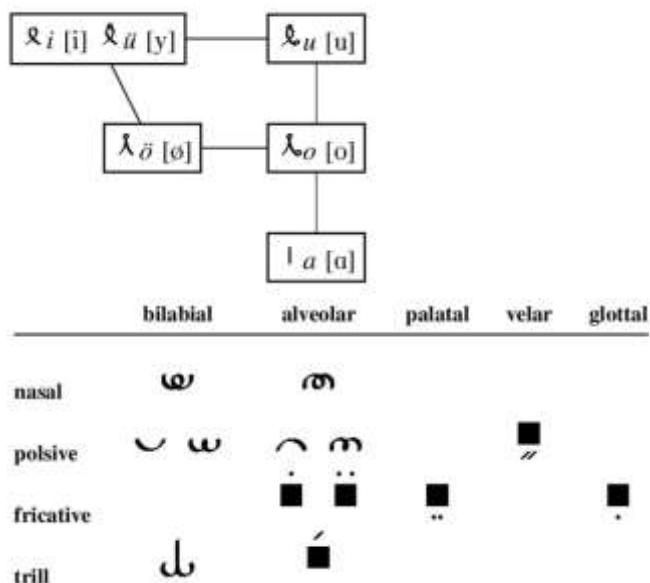 i [i] ü [y] u [u]
ö [ø] o [o]
a [ɑ]
bilabial alveolar palatal velar glottal
nasal
polsive
fricative
trill